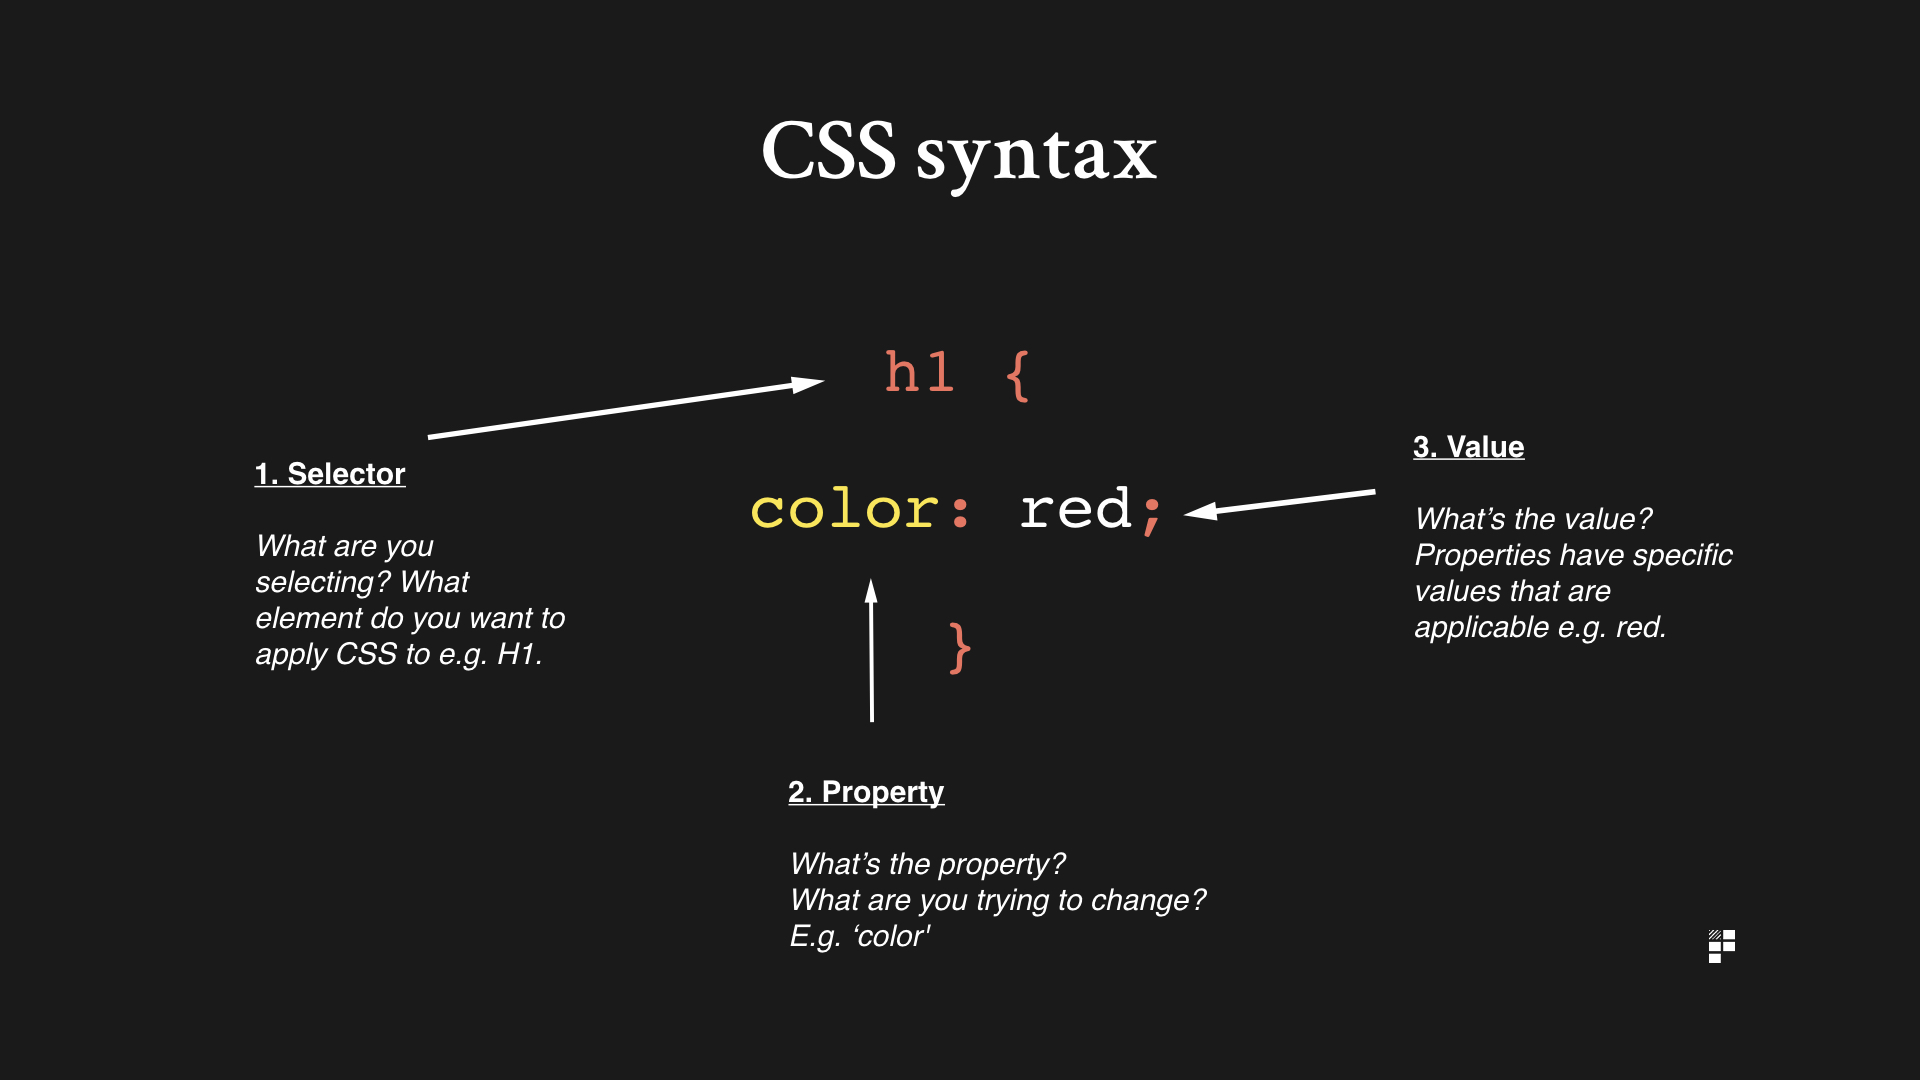 CSS syntax
h1 {
color: red;
}
1. Selector
What are you
selecting? What
element do you want to
apply CSS to e.g. H1.
2. Property
What’s the property?
What are you trying to change?
E.g. ‘color'
3. Value
What’s the value?
Properties have specific
values that are
applicable e.g. red.